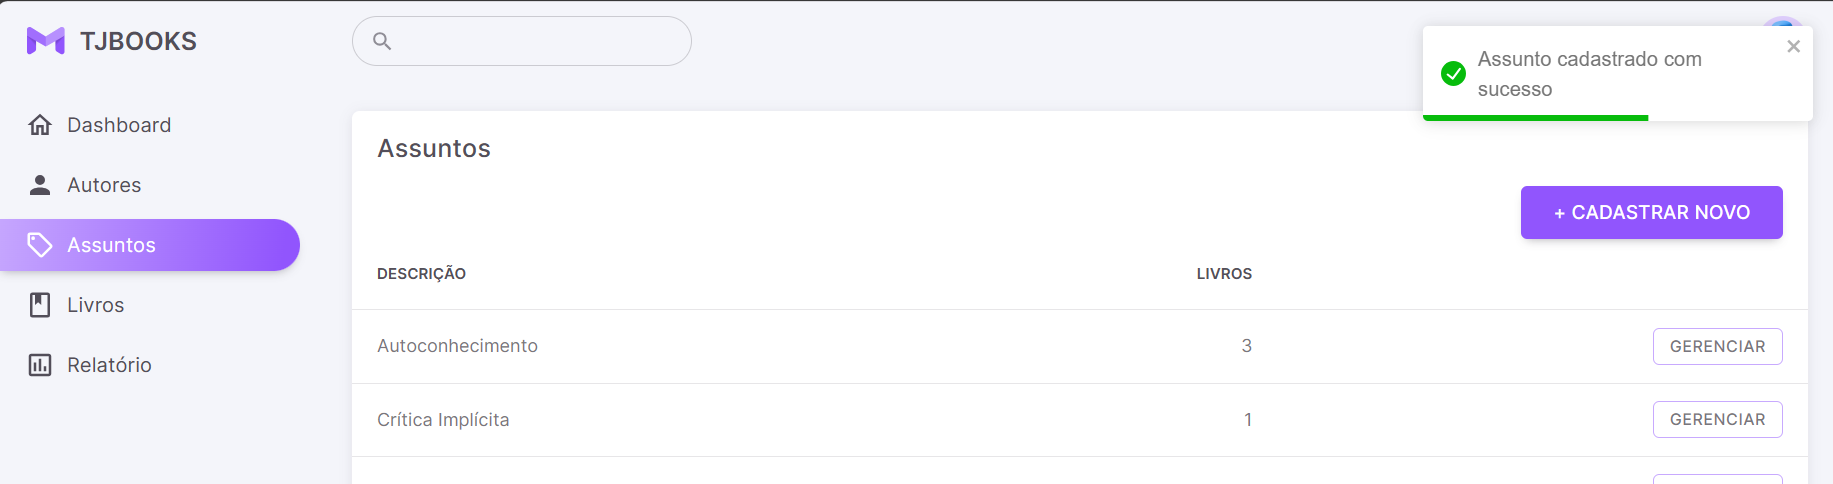 TJBOOKS
Assunto cadastrado com
sucesso
Dashboard
Autores
Assuntos
Livros
Relatório
Assuntos
+ CADASTRAR NOVO
DESCRIÇÃO LIVROS
Autoconhecimento 3 GERENCIAR
Crítica Implícita 1 GERENCIAR